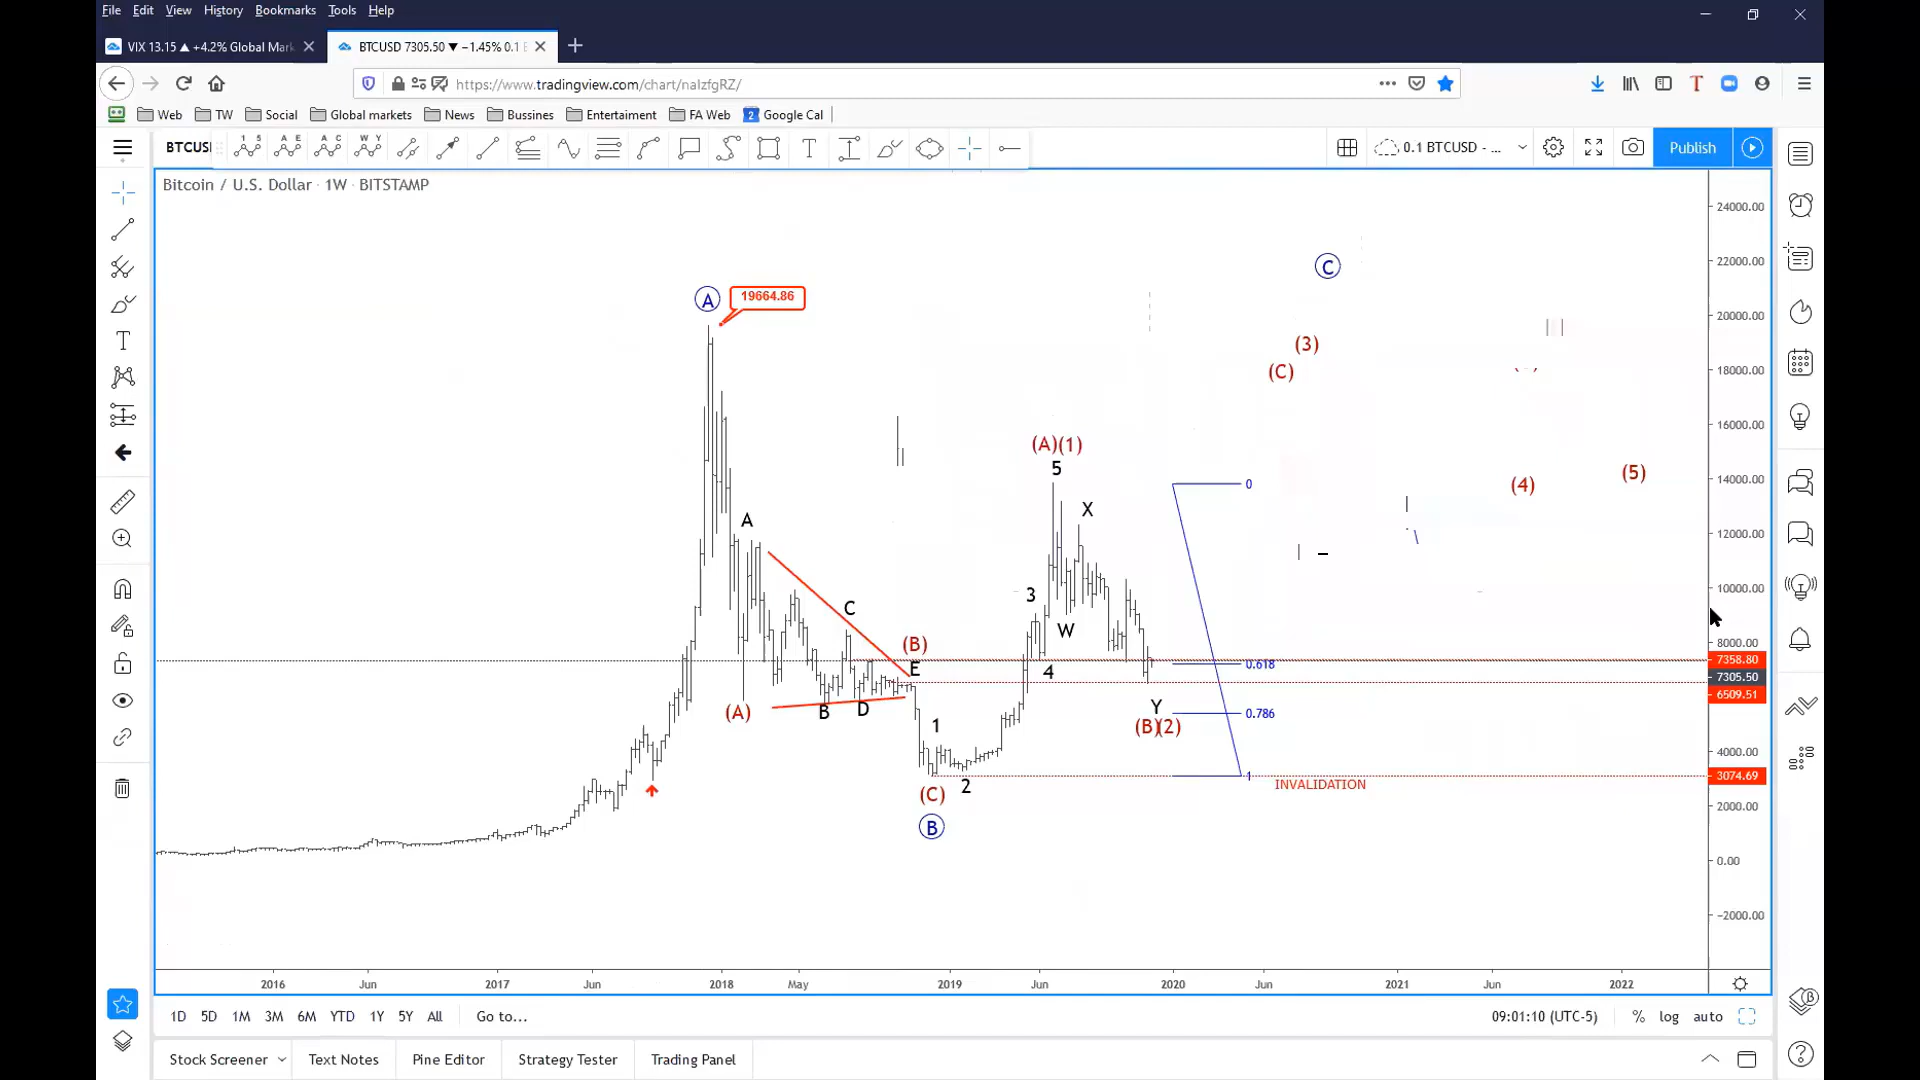 File Edit View History Bookmarks Tools Help
VIX 13.15 ▲ +4.2% Global Mar
BTCUSD 7305.50 ▼ −1.45% 0.1
https://www.tradingview.com/chart/naIzfgRZ/
Web TW Social Global markets News Bussines Entertaiment FA Web 2 Google Cal
BTCUSD
1 5 A E A C W Y
T
0.1 BTCUSD - ...
Publish
Bitcoin / U.S. Dollar · 1W · BITSTAMP
24000.00
22000.00
C
20000.00
A 19664.86
(3)
18000.00
(C)
16000.00
(A)(1)
5
(5)
14000.00
0
(4)
X
A
12000.00
3
10000.00
C
W
8000.00
(B)
7358.80
E
0.618
4
7305.50
6509.51
(A) B D
Y
0.786
1
(B)(2)
4000.00
3074.69
1
INVALIDATION
2
(C)
2000.00
B
0.00
−2000.00
2016 Jun 2017 Jun 2018 May 2019 Jun 2020 Jun 2021 Jun 2022
1D 5D 1M 3M 6M YTD 1Y 5Y All Go to...
09:01:10 (UTC-5) % log auto
Stock Screener Text Notes Pine Editor Strategy Tester Trading Panel